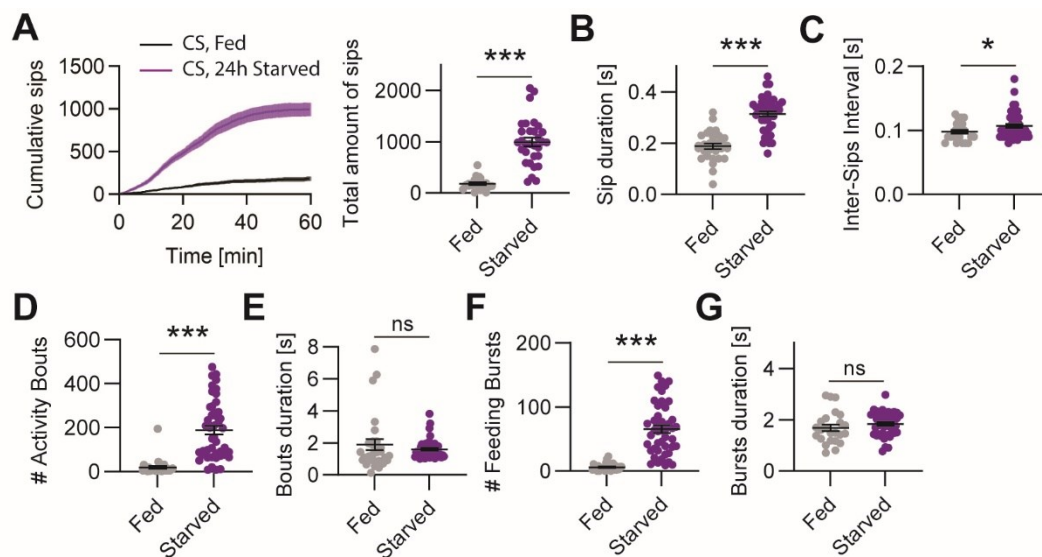 A
CS, Fed
CS, 24h Starved
Cumulative sips
1500
1000
500
0
0 20 40 60
Time [min]
Total amount of sips
2000
1000
0
***
Fed
Starved
B
Sip duration [s]
0.4
0.2
0.0
***
Fed
Starved
C
Inter-Sips Interval [s]
0.2
0.1
0.0
*
Fed
Starved
D
# Activity Bouts
600
400
200
0
***
Fed
Starved
E
Bouts duration [s]
8
6
4
2
0
ns
Fed
Starved
F
# Feeding Bursts
200
100
0
***
Fed
Starved
G
Bursts duration [s]
4
2
0
ns
Fed
Starved